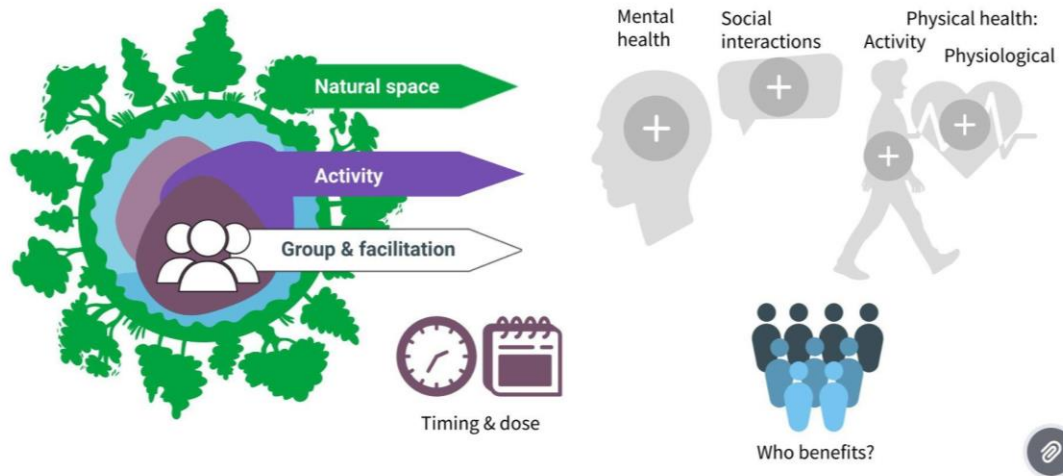 Natural space
Activity
Group & facilitation
Timing & dose
Mental
health
Social
interactions
Physical health:
Activity
Physiological
Who benefits?